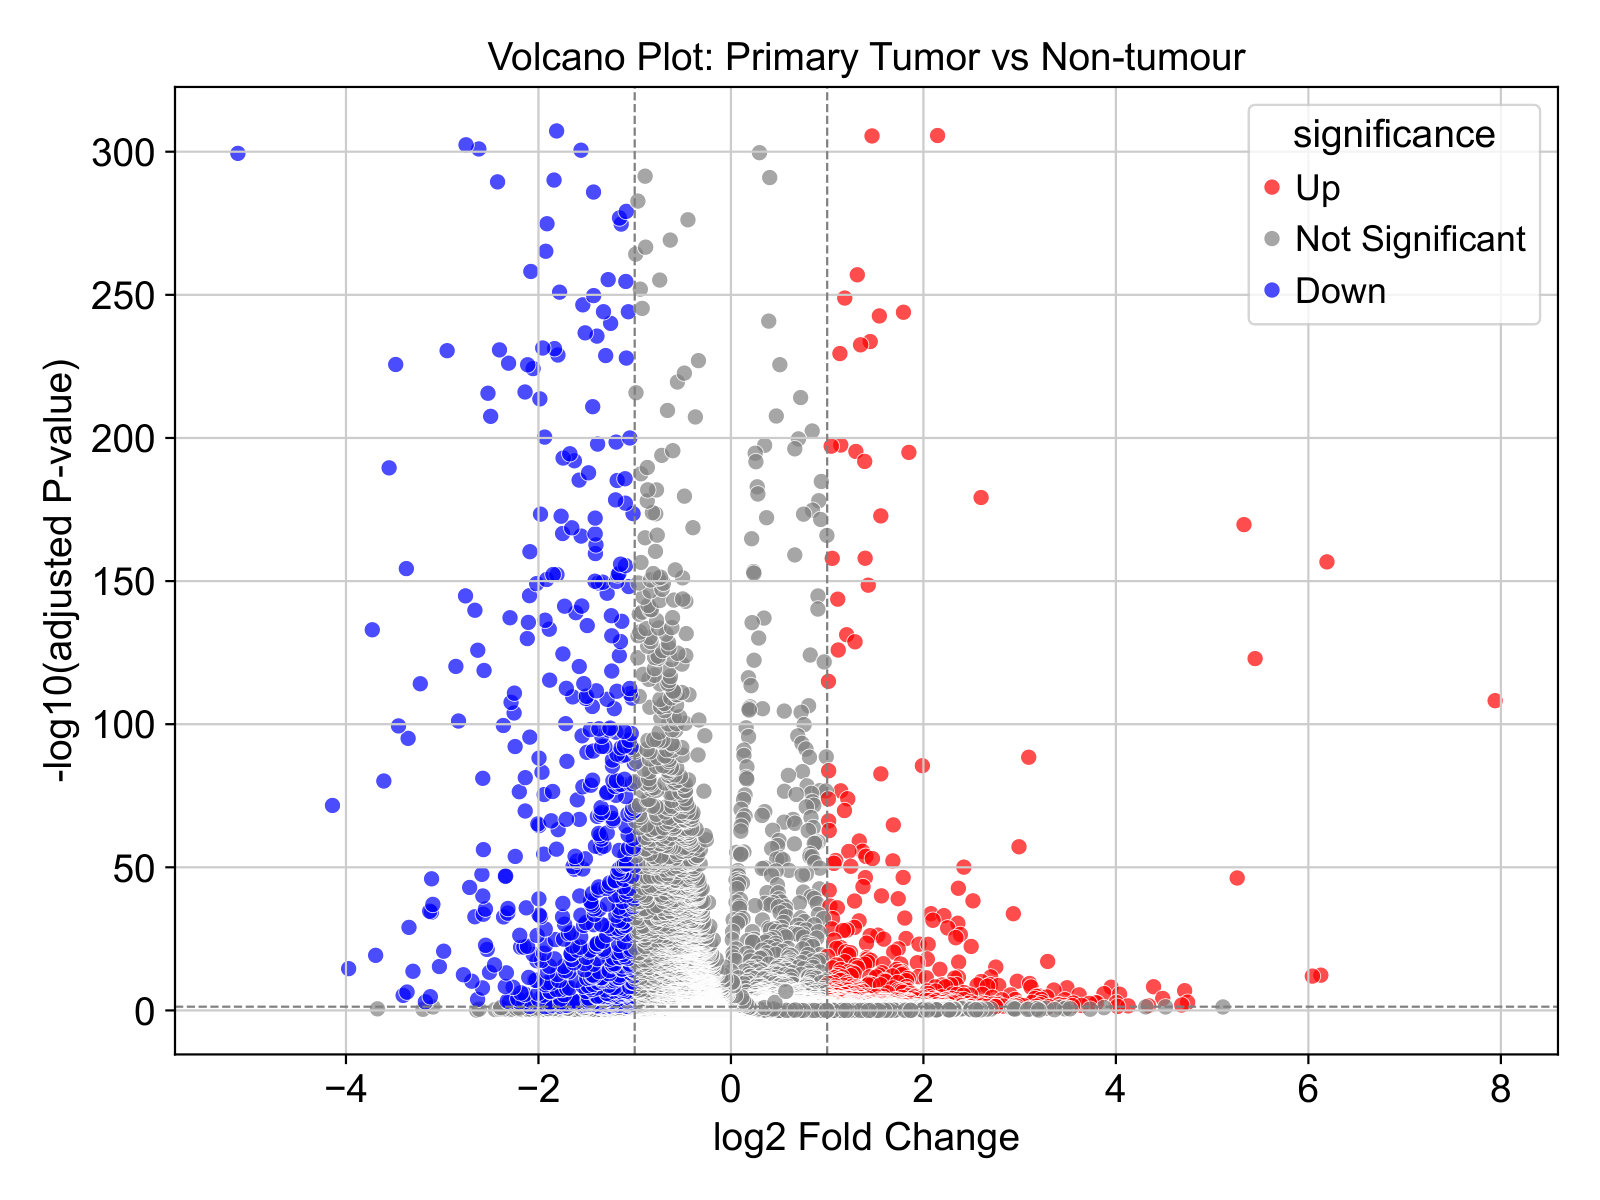 Volcano Plot: Primary Tumor vs Non-tumour
significance
Up
Not Significant
Down
-log10(adjusted P-value)
300
250
200
150
100
50
0
−4 −2 0 2 4 6 8
log2 Fold Change